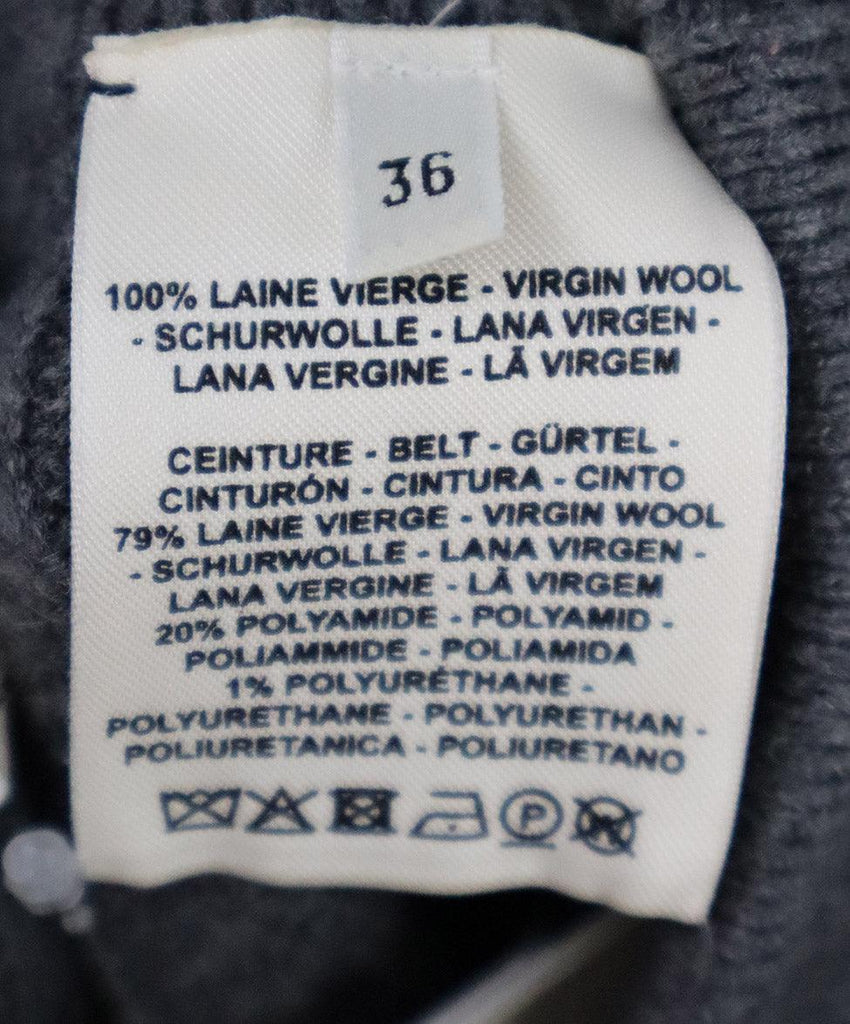 36
100% LAINE VIERGE - VIRGIN WOOL
- SCHURWOLLE - LANA VIRGEN -
LANA VERGINE - LÃ VIRGEM
CEINTURE - BELT - GÜRTEL -
CINTURÓN - CINTURA - CINTO
79% LAINE VIERGE - VIRGIN WOOL
- SCHURWOLLE - LANA VIRGEN -
LANA VERGINE - LÃ VIRGEM
20% POLYAMIDE - POLYAMID -
POLIAMMIDE - POLIAMIDA
1% POLYURÉTHANE -
POLYURETHANE - POLYURETHAN -
POLIURETANICA - POLIURETANO
P